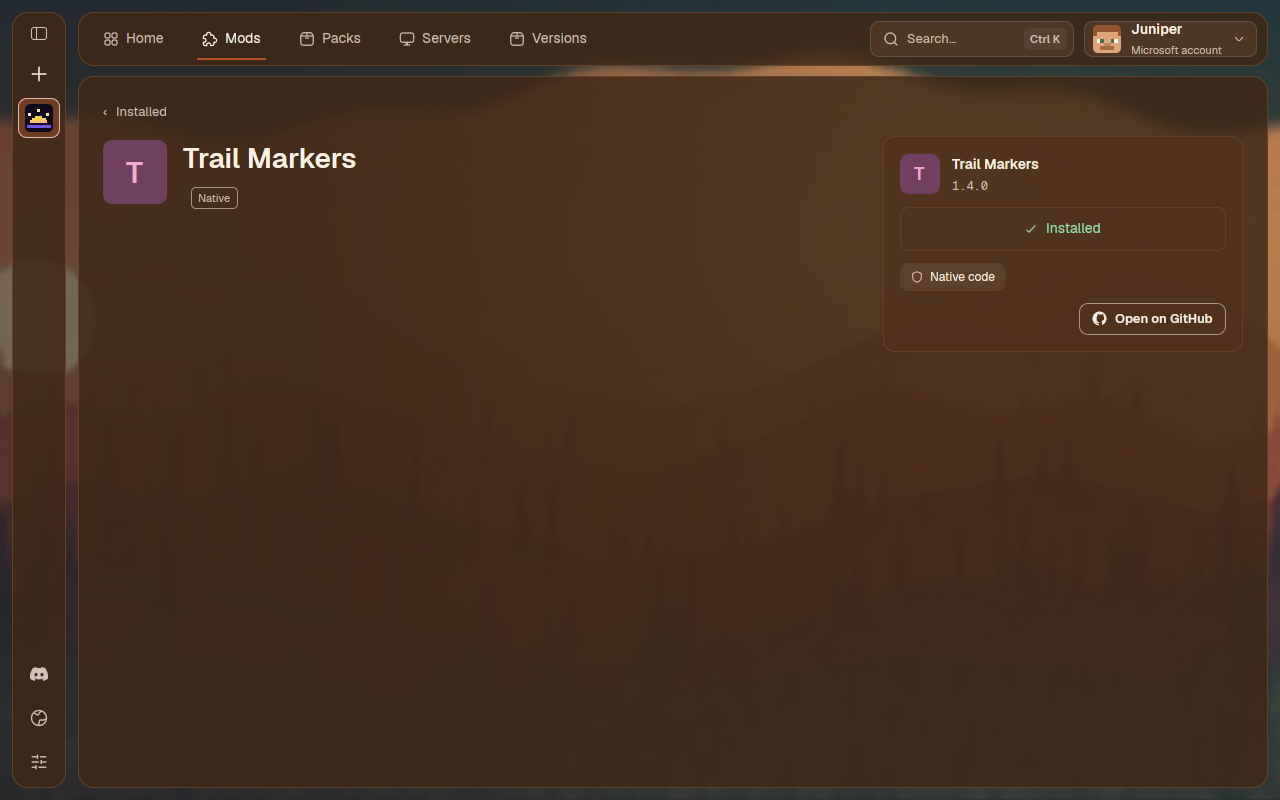 Home
Mods
Packs
Servers
Versions
Search...
Ctrl K
Juniper
Microsoft account
‹ Installed
T
Trail Markers
Native
T
Trail Markers
1.4.0
Installed
Native code
Open on GitHub